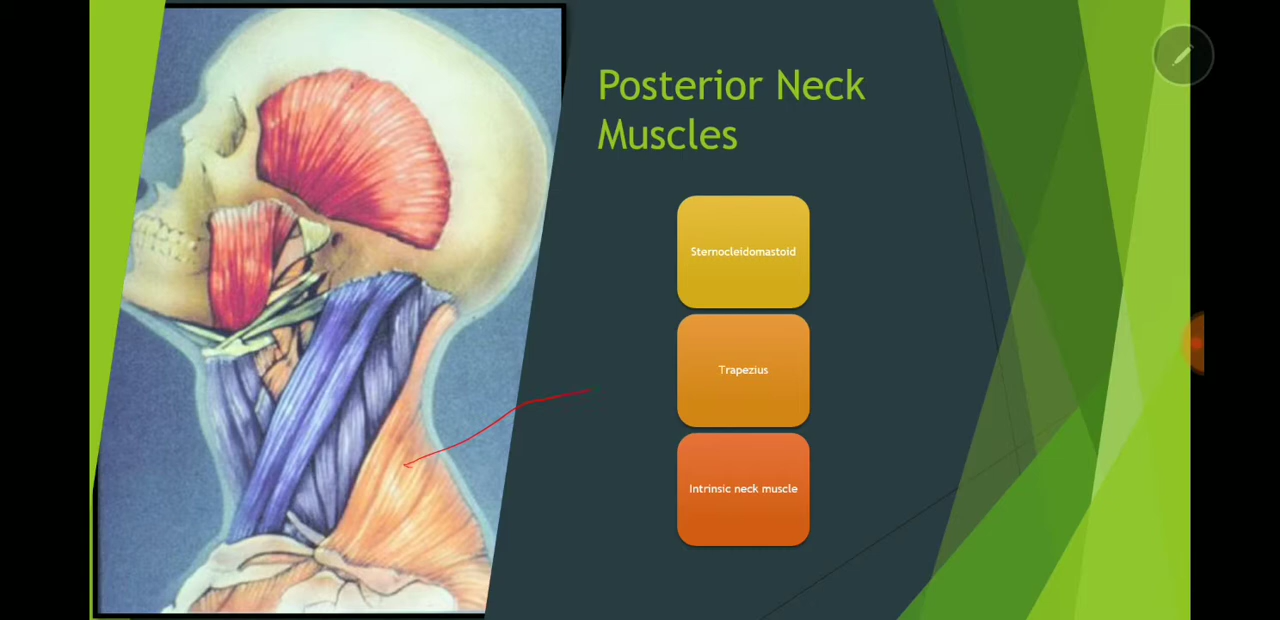 Posterior Neck
Muscles
Sternocleidomastoid
Trapezius
Intrinsic neck muscle